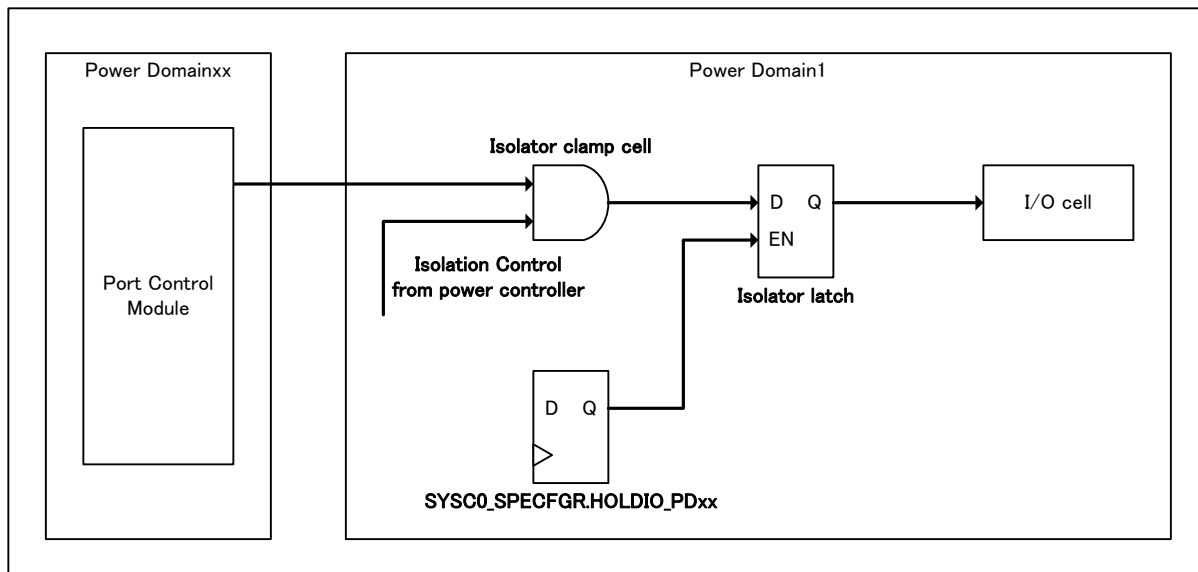 Power Domainxx
Power Domain1
Isolator clamp cell
D Q
I/O cell
EN
Isolation Control
from power controller
Isolator latch
Port Control
Module
D Q
SYSC0_SPECFGR.HOLDIO_PDxx